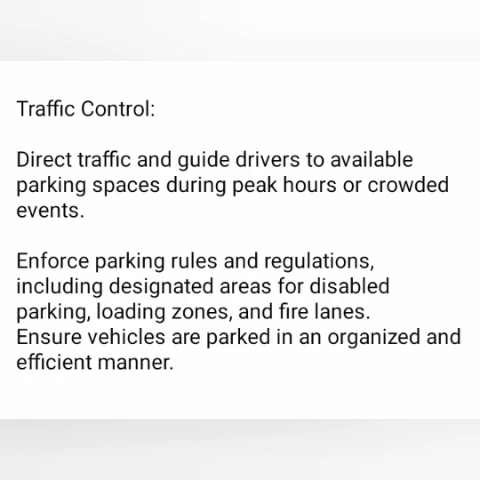 Traffic Control:
Direct traffic and guide drivers to available
parking spaces during peak hours or crowded
events.
Enforce parking rules and regulations,
including designated areas for disabled
parking, loading zones, and fire lanes.
Ensure vehicles are parked in an organized and
efficient manner.